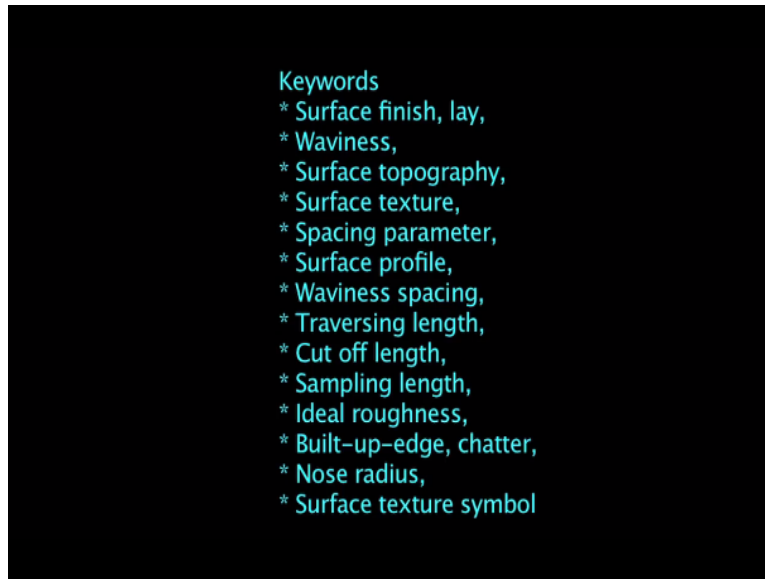 Keywords
* Surface finish, lay,
* Waviness,
* Surface topography,
* Surface texture,
* Spacing parameter,
* Surface profile,
* Waviness spacing,
* Traversing length,
* Cut off length,
* Sampling length,
* Ideal roughness,
* Built-up-edge, chatter,
* Nose radius,
* Surface texture symbol